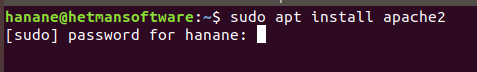 hanane@hetmansoftware:~$ sudo apt install apache2
[sudo] password for hanane: